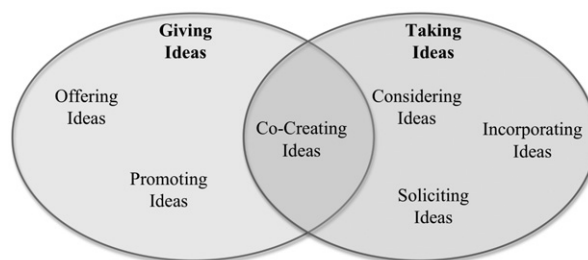 Giving
Ideas
Taking
Ideas
Offering
Ideas
Promoting
Ideas
Co-Creating
Ideas
Considering
Ideas
Incorporating
Ideas
Soliciting
Ideas